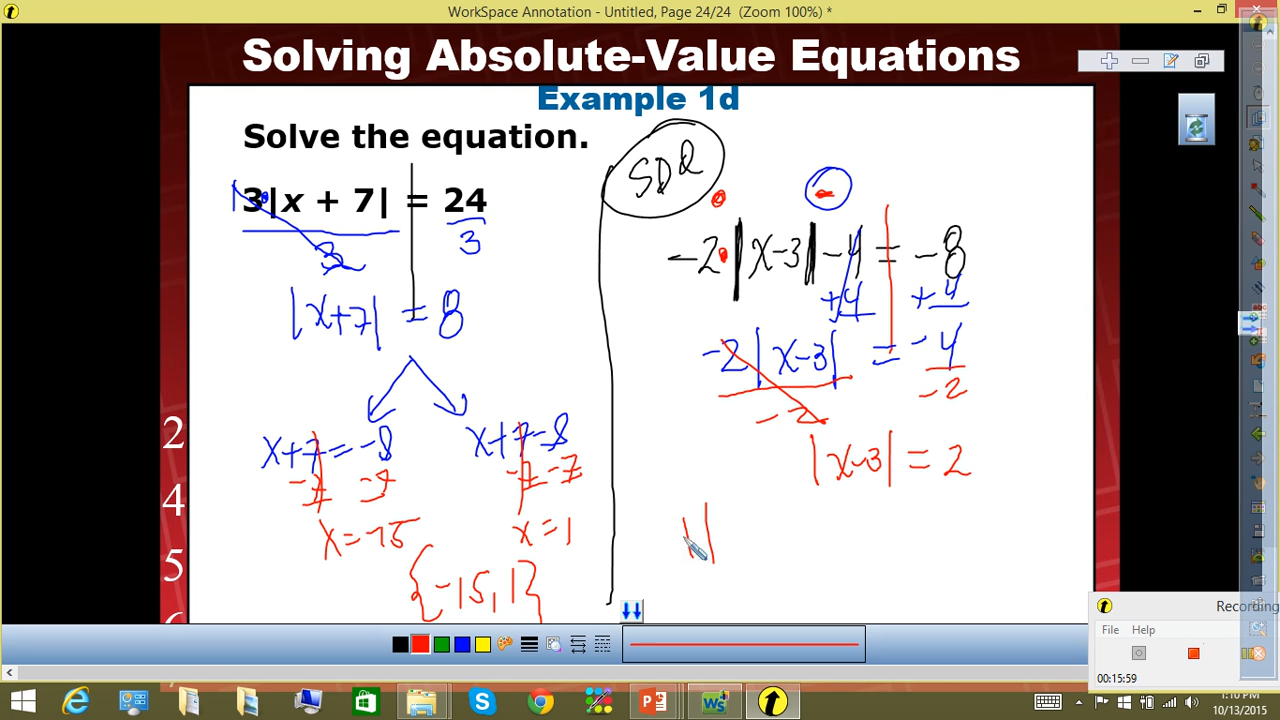 WorkSpace Annotation - Untitled, Page 24/24 (Zoom 100%) *
Solving Absolute-Value Equations
Example 1d
Solve the equation.
3|x + 7| = 24
3
3
|x+7| = 8
x+7=-8
-7 -7
x=-15
x+7=8
-7=-7
x=1
{-15,1}
SDQ
-
-2|x-3|-4 = -8
+4 +4
-2|x-3| = -4
-2 -2
|x-3| = 2
||
2
4
5
6
Recording
File Help
00:15:59
1:10 PM
10/13/2015